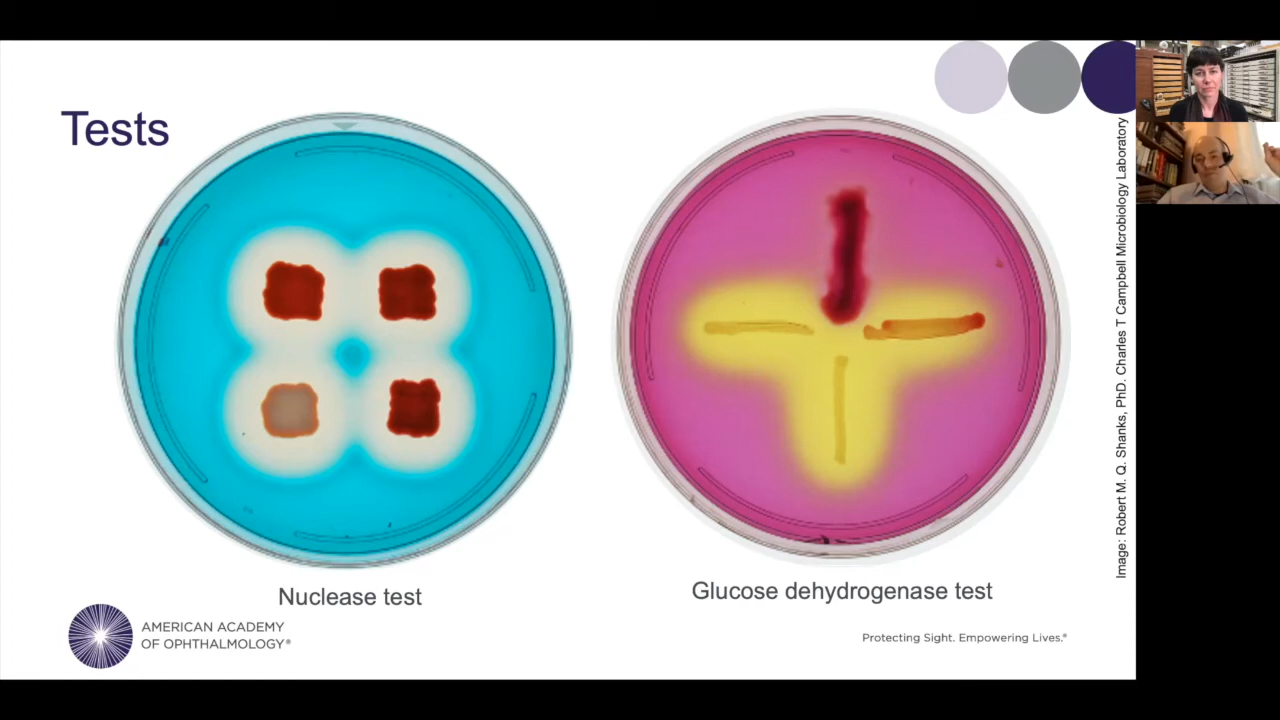 Tests
Nuclease test
Glucose dehydrogenase test
AMERICAN ACADEMY
OF OPHTHALMOLOGY®
Protecting Sight. Empowering Lives.®
Image: Robert M. Q. Shanks, PhD. Charles T Campbell Microbiology Laboratory